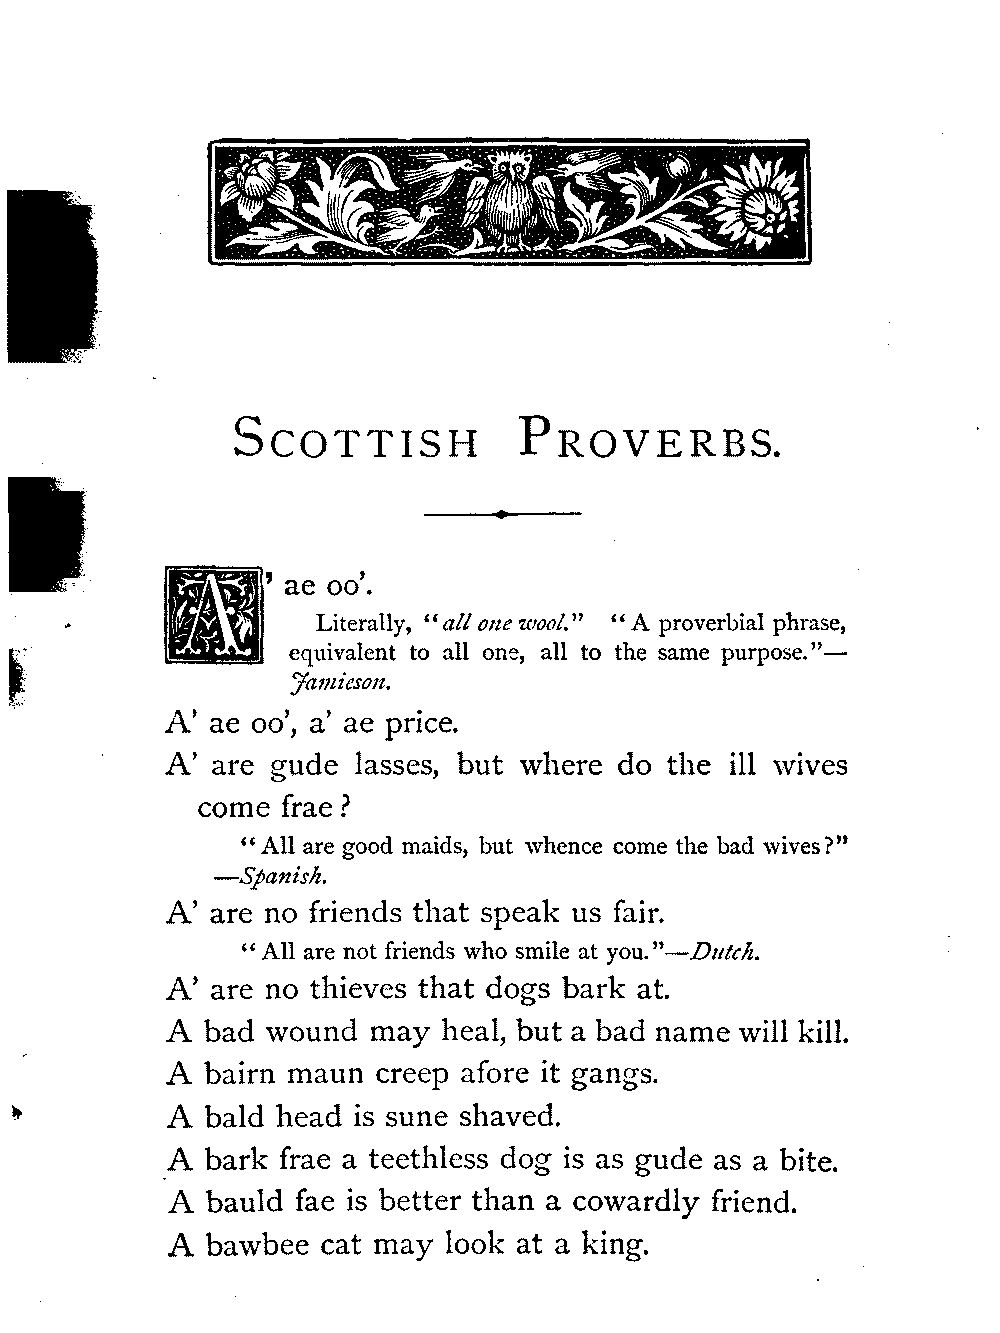 SCOTTISH PROVERBS.
A' ae oo'.
Literally, "all one wool." "A proverbial phrase,
equivalent to all one, all to the same purpose."—
Jamieson.
A' ae oo', a' ae price.
A' are gude lasses, but where do the ill wives
come frae?
"All are good maids, but whence come the bad wives?"
—Spanish.
A' are no friends that speak us fair.
"All are not friends who smile at you."—Dutch.
A' are no thieves that dogs bark at.
A bad wound may heal, but a bad name will kill.
A bairn maun creep afore it gangs.
A bald head is sune shaved.
A bark frae a teethless dog is as gude as a bite.
A bauld fae is better than a cowardly friend.
A bawbee cat may look at a king.